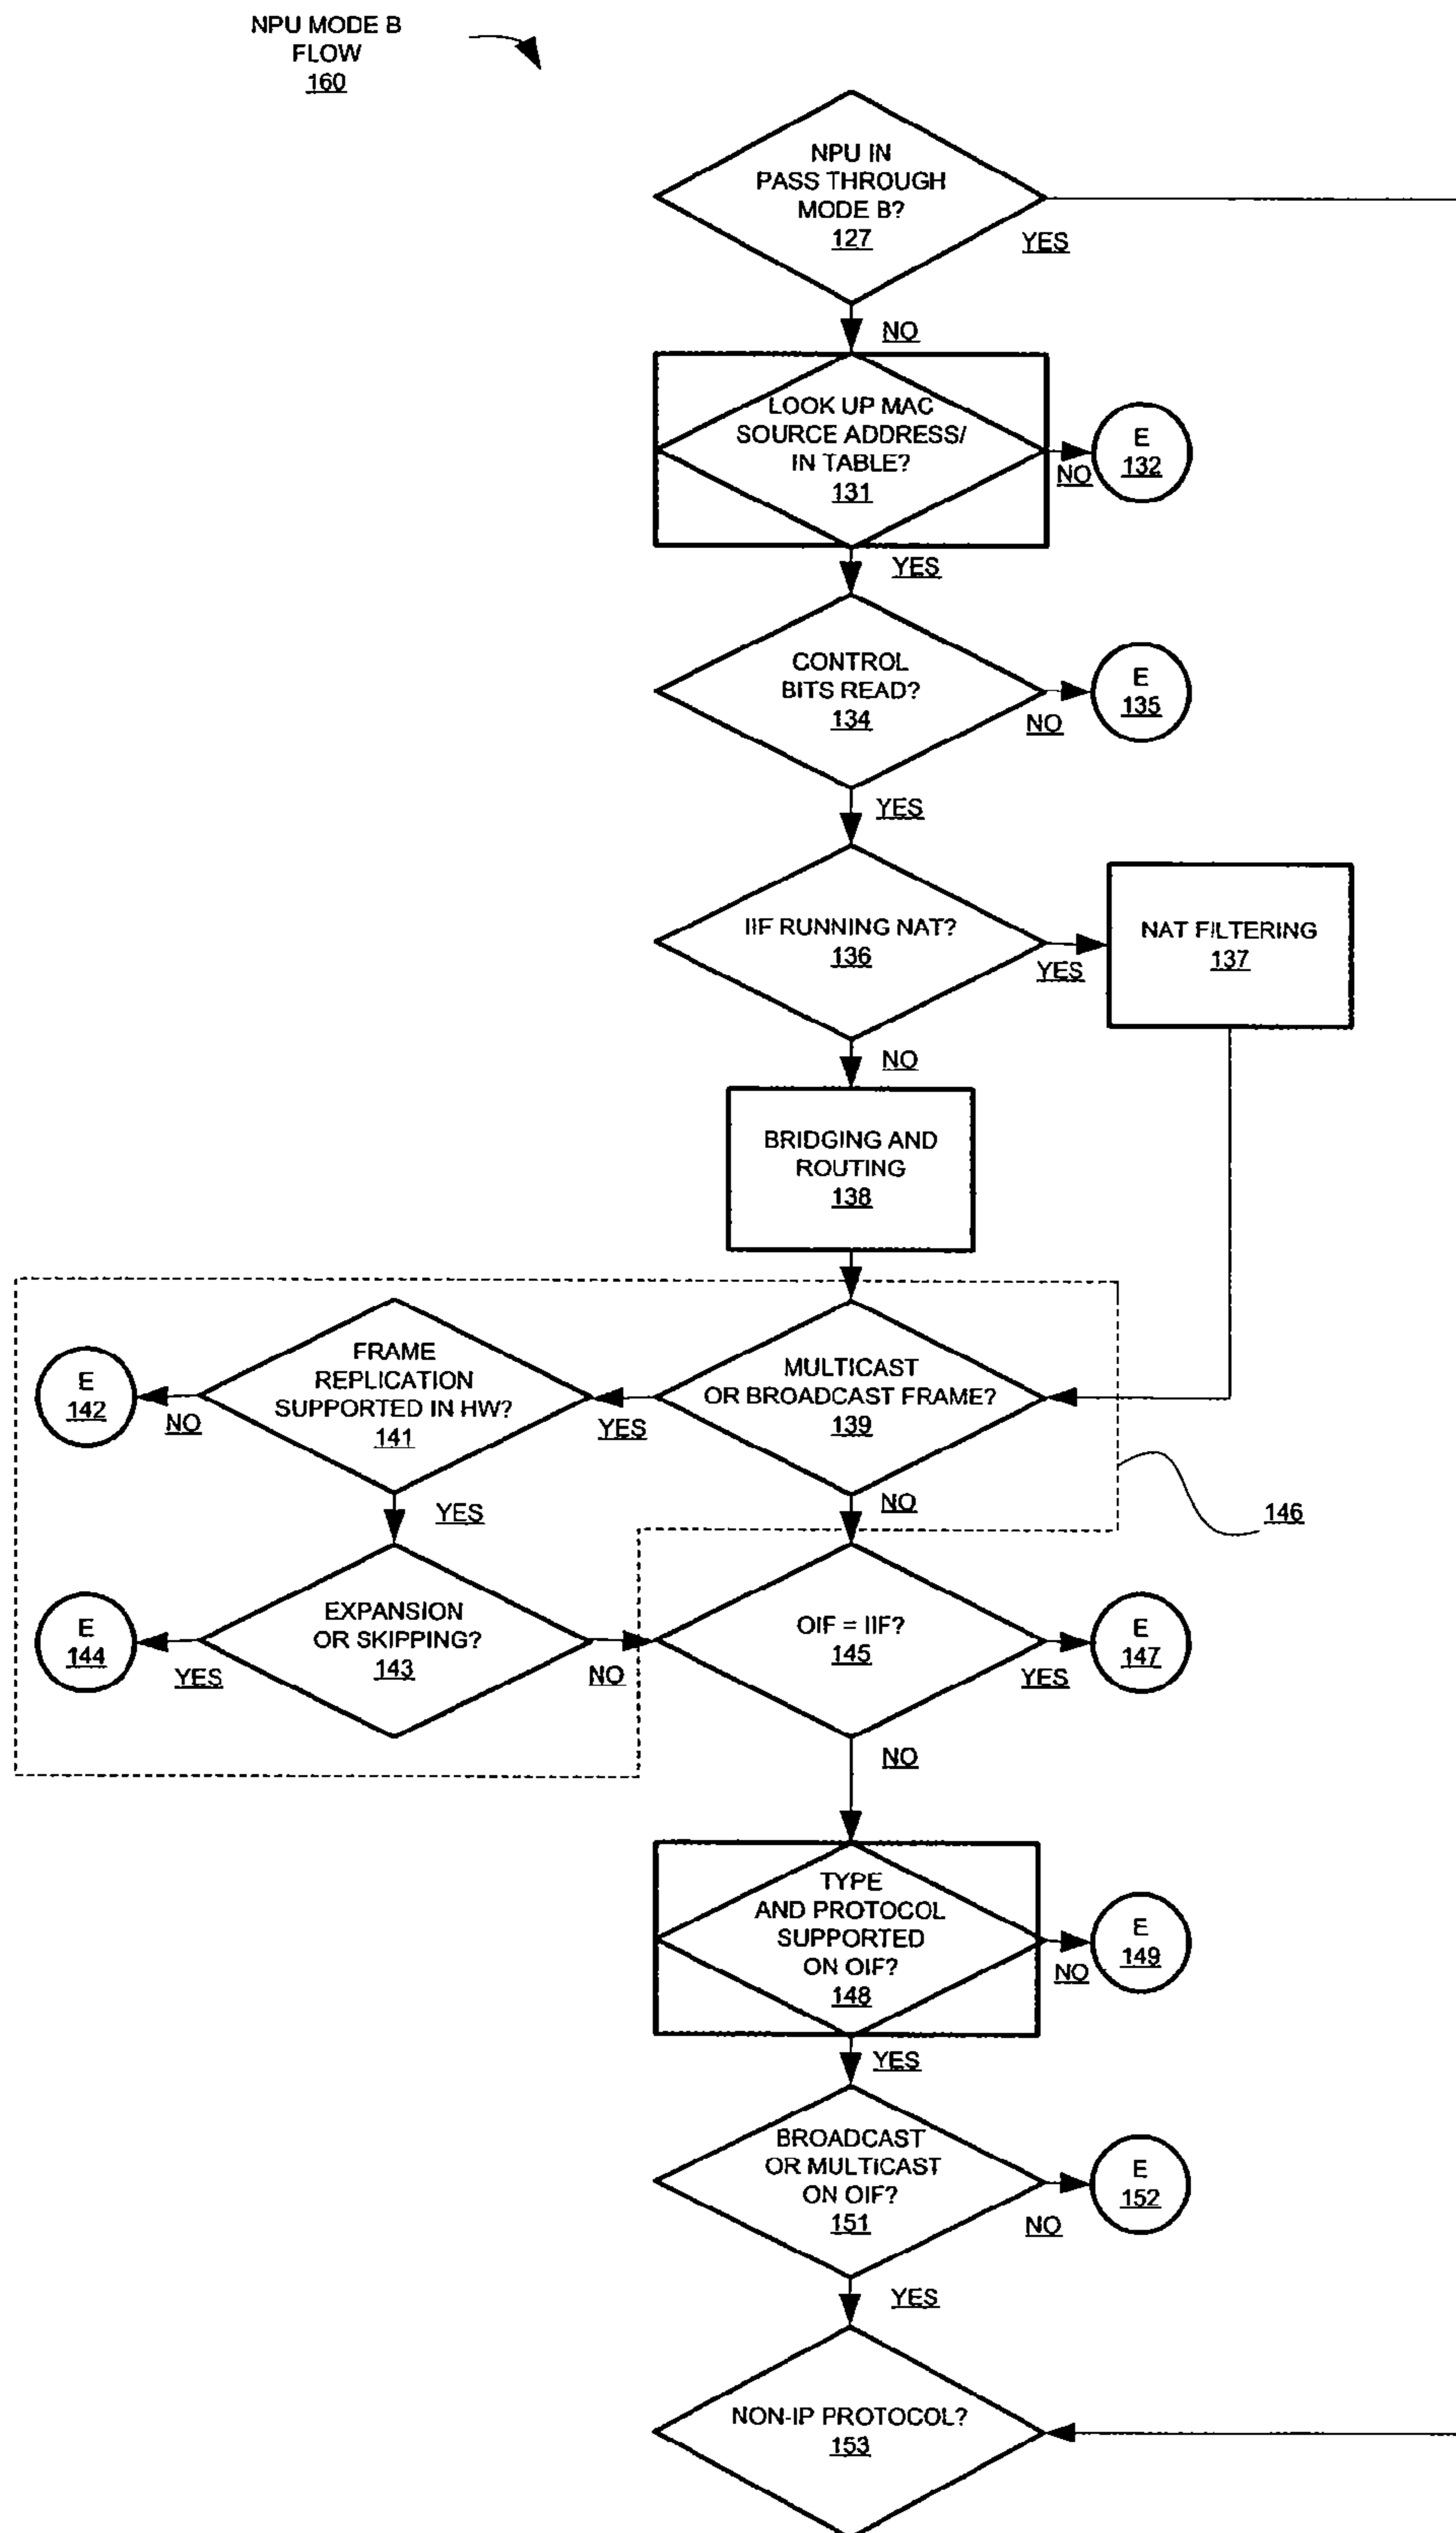 NPU MODE B
FLOW
160
NPU IN
PASS THROUGH
MODE B?
127
YES
NO
LOOK UP MAC
SOURCE ADDRESS/
IN TABLE?
131
NO
E
132
YES
CONTROL
BITS READ?
134
NO
E
135
YES
IIF RUNNING NAT?
136
YES
NAT FILTERING
137
NO
BRIDGING AND
ROUTING
138
MULTICAST
OR BROADCAST FRAME?
139
YES
FRAME
REPLICATION
SUPPORTED IN HW?
141
NO
E
142
NO
YES
146
EXPANSION
OR SKIPPING?
143
YES
E
144
NO
OIF = IIF?
145
YES
E
147
NO
TYPE
AND PROTOCOL
SUPPORTED
ON OIF?
148
NO
E
149
YES
BROADCAST
OR MULTICAST
ON OIF?
151
NO
E
152
YES
NON-IP PROTOCOL?
153